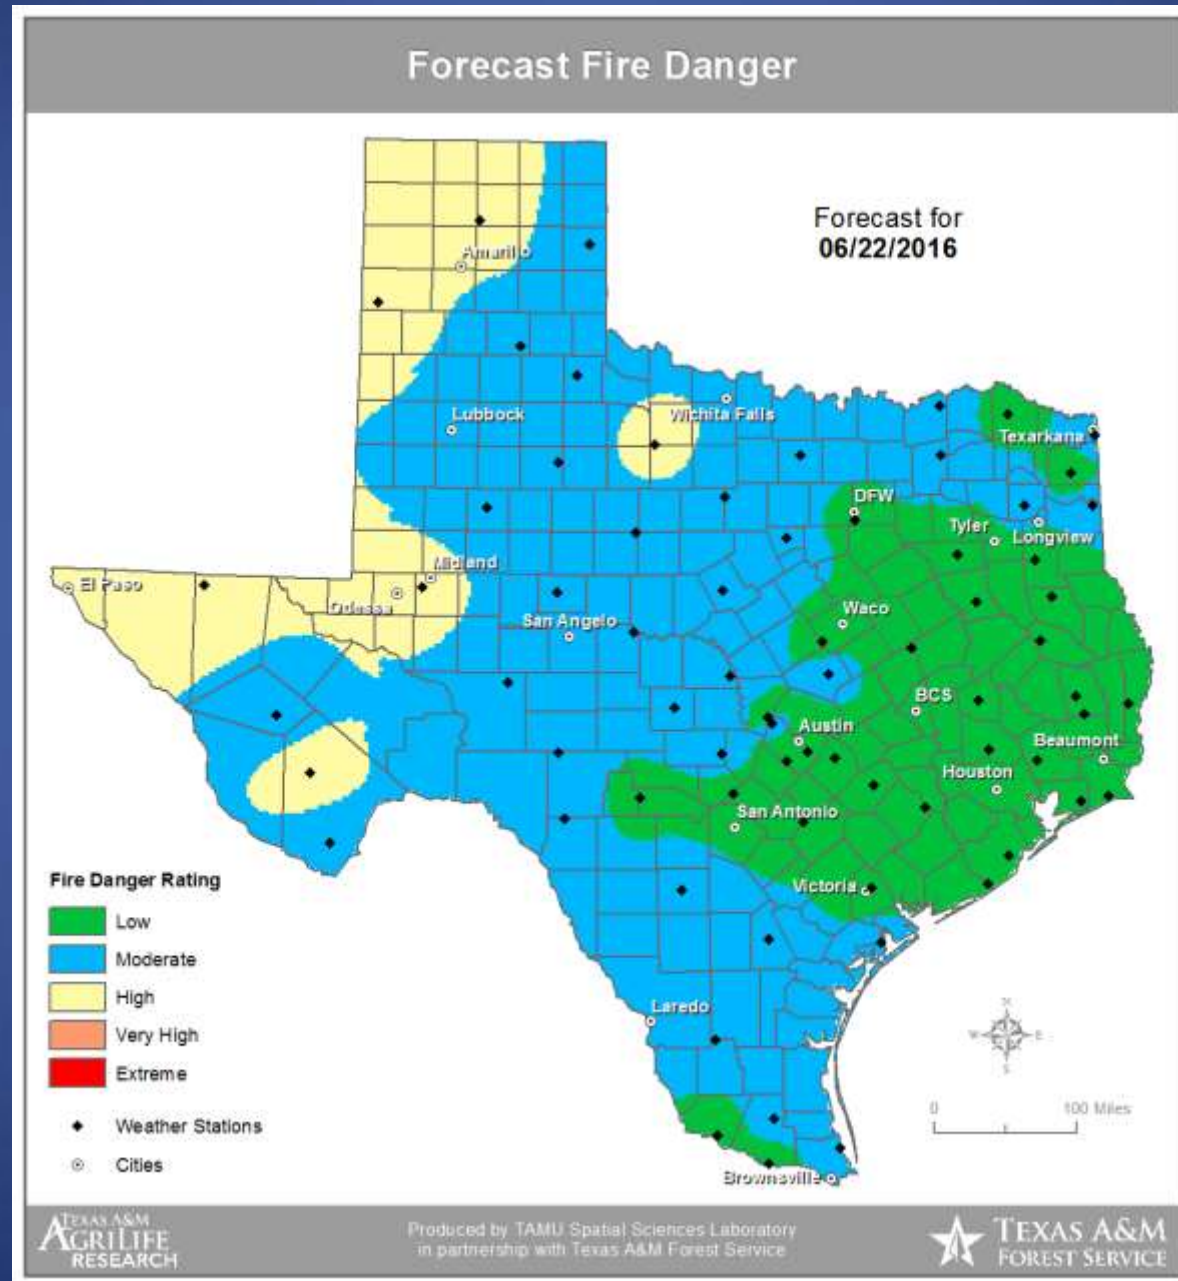 Forecast Fire Danger
Forecast for
06/22/2016
Amarillo
Lubbock
Wichita Falls
Texarkana
DFW
Tyler
Longview
Midland
El Paso
Odessa
San Angelo
Waco
BCS
Austin
Beaumont
Houston
San Antonio
Victoria
Laredo
Brownsville
Fire Danger Rating
Low
Moderate
High
Very High
Extreme
Weather Stations
Cities
N
W
E
S
0
100 Miles
TEXAS A&M
AGRILIFE
RESEARCH
Produced by TAMU Spatial Sciences Laboratory
in partnership with Texas A&M Forest Service
TEXAS A&M
FOREST SERVICE